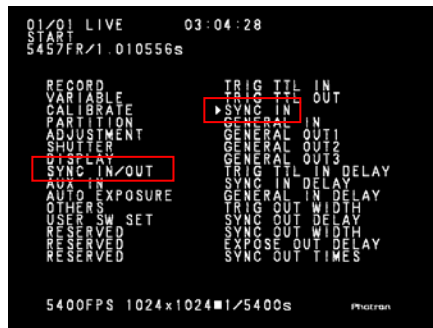 01/01 LIVE 03:04:28
START
5457FR/1.010556s
RECORD TRIG TTL IN
VARIABLE TRIG TTL OUT
CALIBRATE ▶SYNC IN
PARTITION GENERAL IN
ADJUSTMENT GENERAL OUT1
SHUTTER GENERAL OUT2
DISPLAY GENERAL OUT3
SYNC IN/OUT TRIG TTL IN DELAY
AUX IN SYNC IN DELAY
AUTO EXPOSURE GENERAL IN DELAY
OTHERS TRIG OUT WIDTH
USER SW SET SYNC OUT DELAY
RESERVED SYNC OUT WIDTH
RESERVED EXPOSE OUT DELAY
RESERVED SYNC OUT TIMES
5400FPS 1024x1024■1/5400s Photron